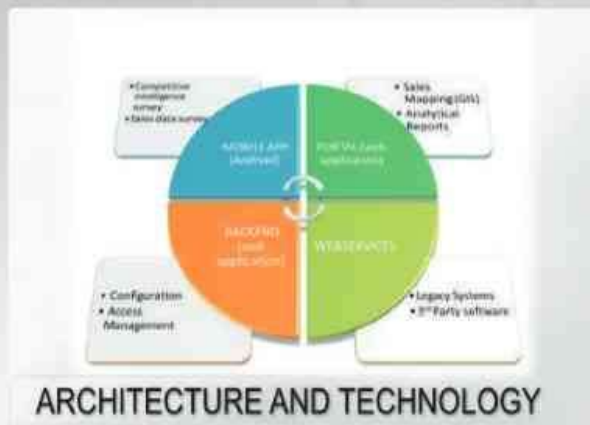 • Competitive
intelligence
survey
• Sales data survey
• Sales
Mapping(GIS)
• Analytical
Reports
MOBILE APP
(Android)
PORTAL (web
application)
BACKEND
(web
application)
WEBSERVICES
• Configuration
• Access
Management
• Legacy Systems
• 3rd Party software
ARCHITECTURE AND TECHNOLOGY